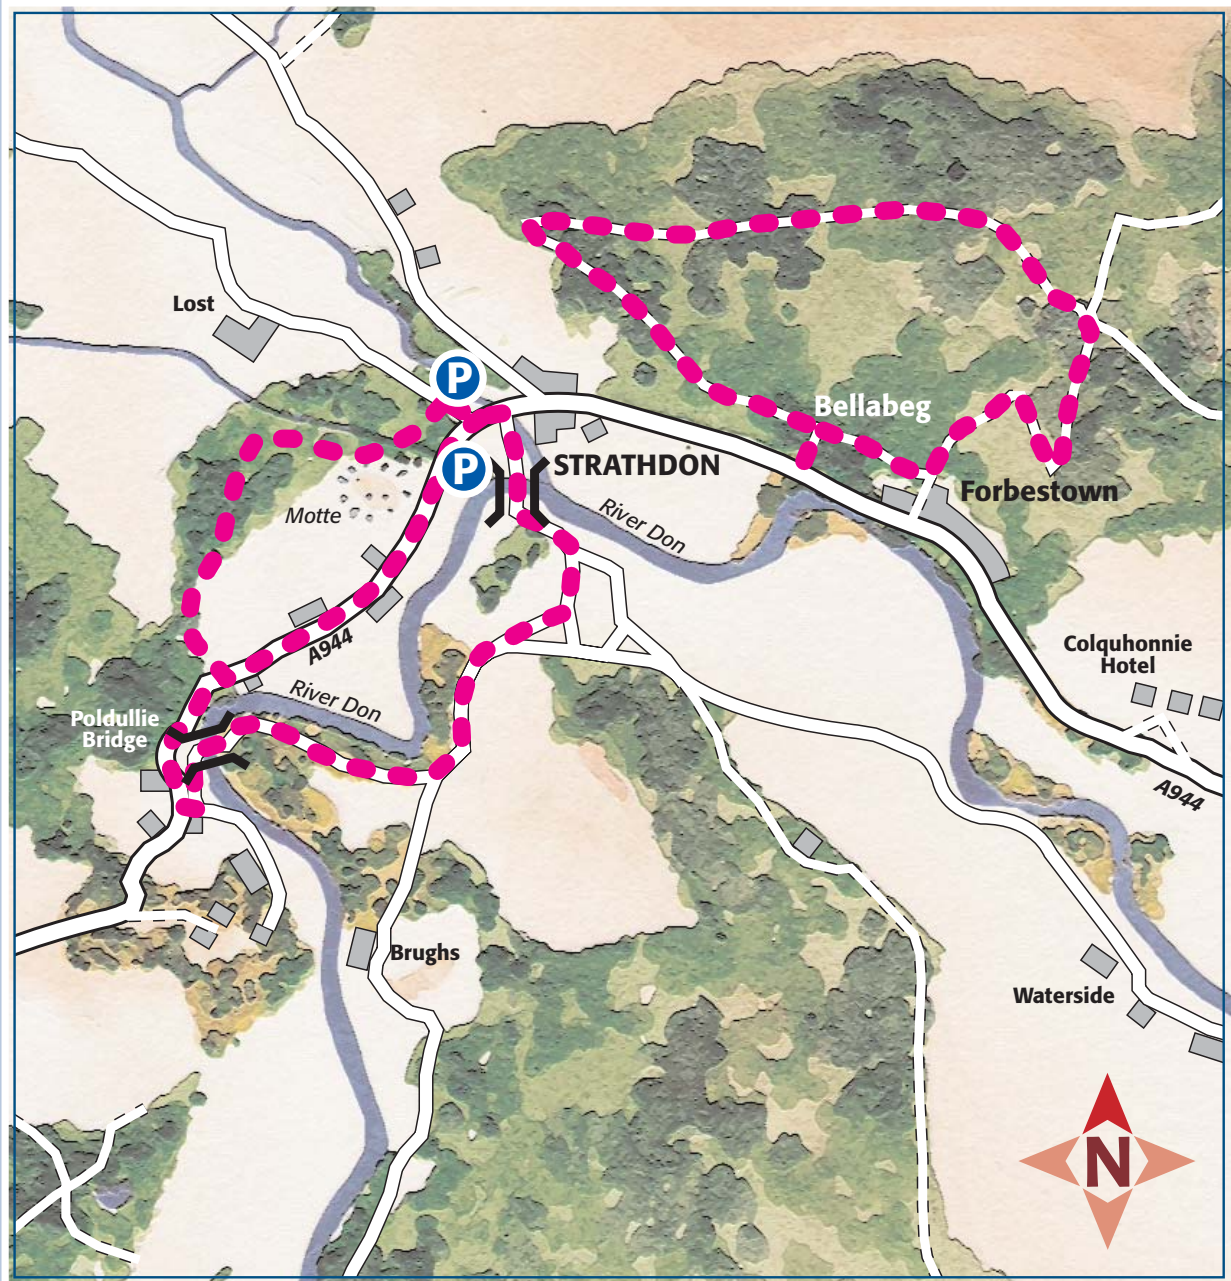 Lost
P
Bellabeg
P
STRATHDON
Forbestown
Motte
River Don
A944
Colquhonnie
Hotel
River Don
Poldullie
Bridge
A944
Brughs
Waterside
N